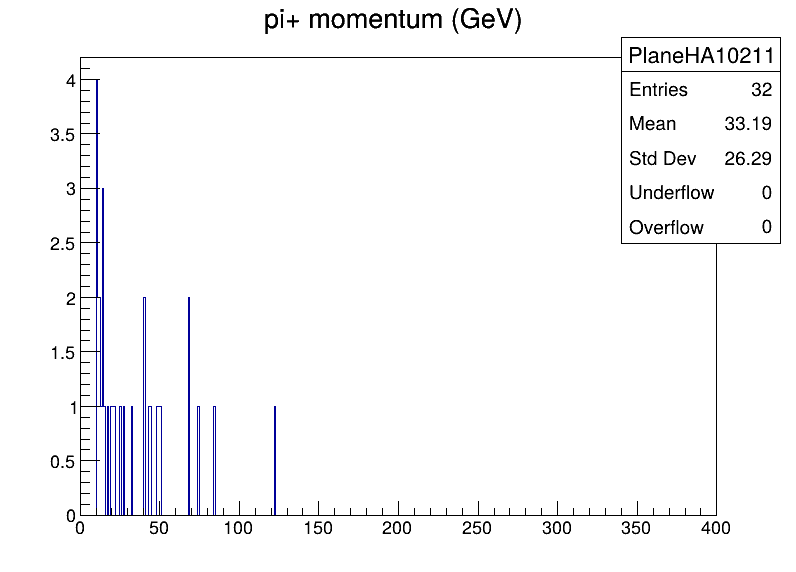 pi+ momentum (GeV)
PlaneHA10211
Entries 32
Mean 33.19
Std Dev 26.29
Underflow 0
Overflow 0
4
3.5
3
2.5
2
1.5
1
0.5
0
0 50 100 150 200 250 300 350 400